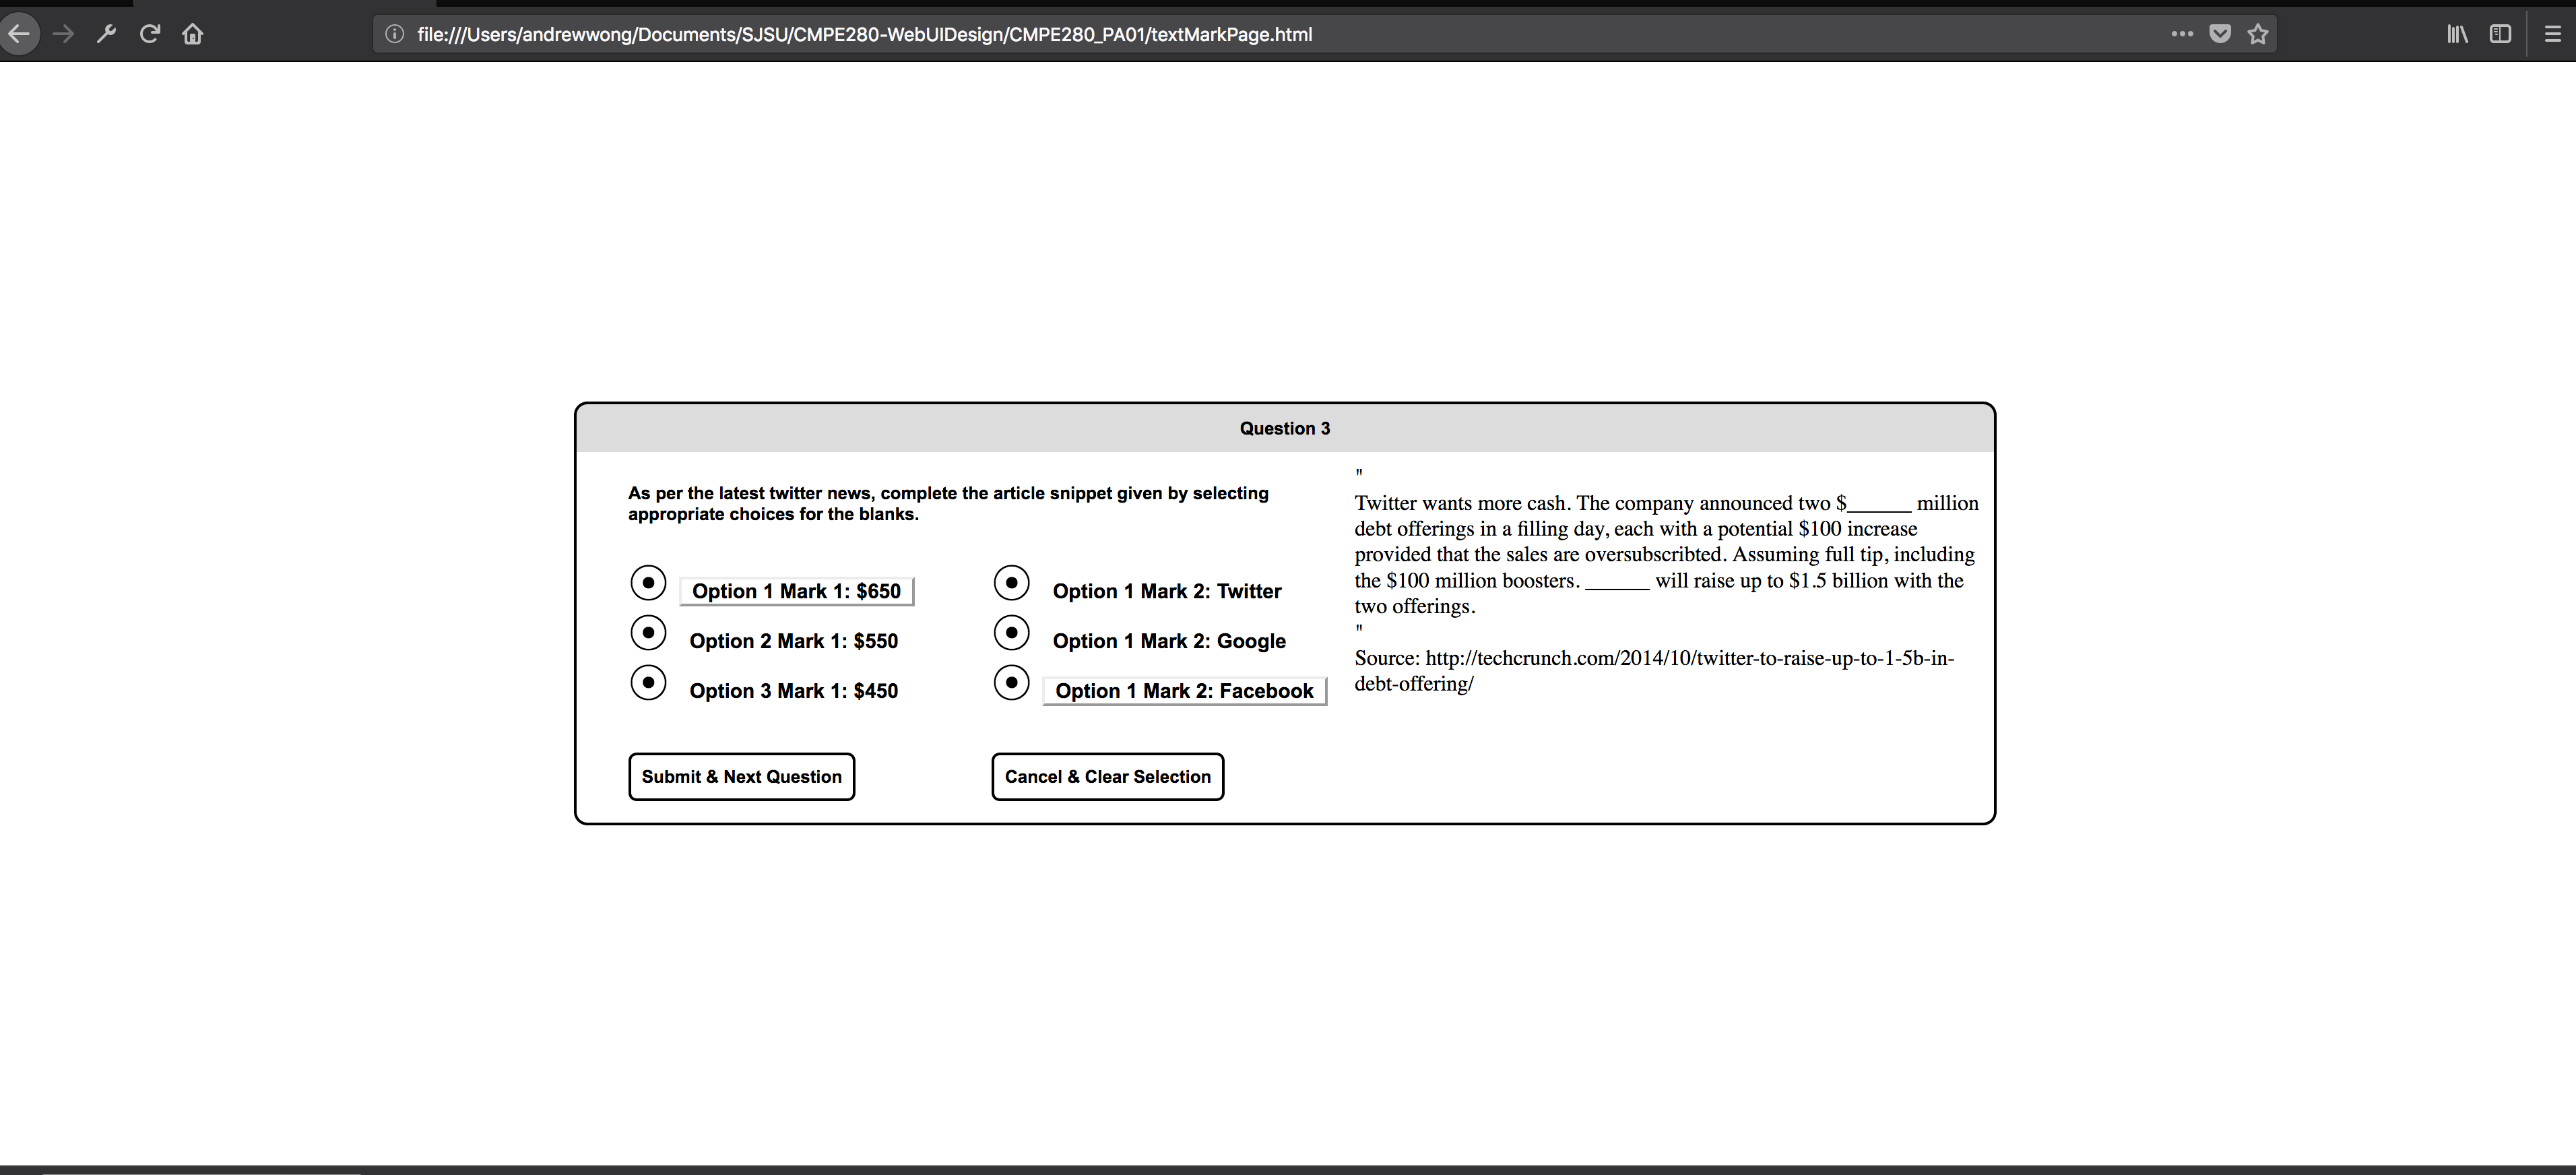 file:///Users/andrewwong/Documents/SJSU/CMPE280-WebUIDesign/CMPE280_PA01/textMarkPage.html
Question 3
As per the latest twitter news, complete the article snippet given by selecting
appropriate choices for the blanks.
Option 1 Mark 1: $650
Option 1 Mark 2: Twitter
Option 2 Mark 1: $550
Option 1 Mark 2: Google
Option 3 Mark 1: $450
Option 1 Mark 2: Facebook
Submit & Next Question
Cancel & Clear Selection
"
Twitter wants more cash. The company announced two $______ million
debt offerings in a filling day, each with a potential $100 increase
provided that the sales are oversubscribted. Assuming full tip, including
the $100 million boosters. ______ will raise up to $1.5 billion with the
two offerings.
"
Source: http://techcrunch.com/2014/10/twitter-to-raise-up-to-1-5b-in-
debt-offering/